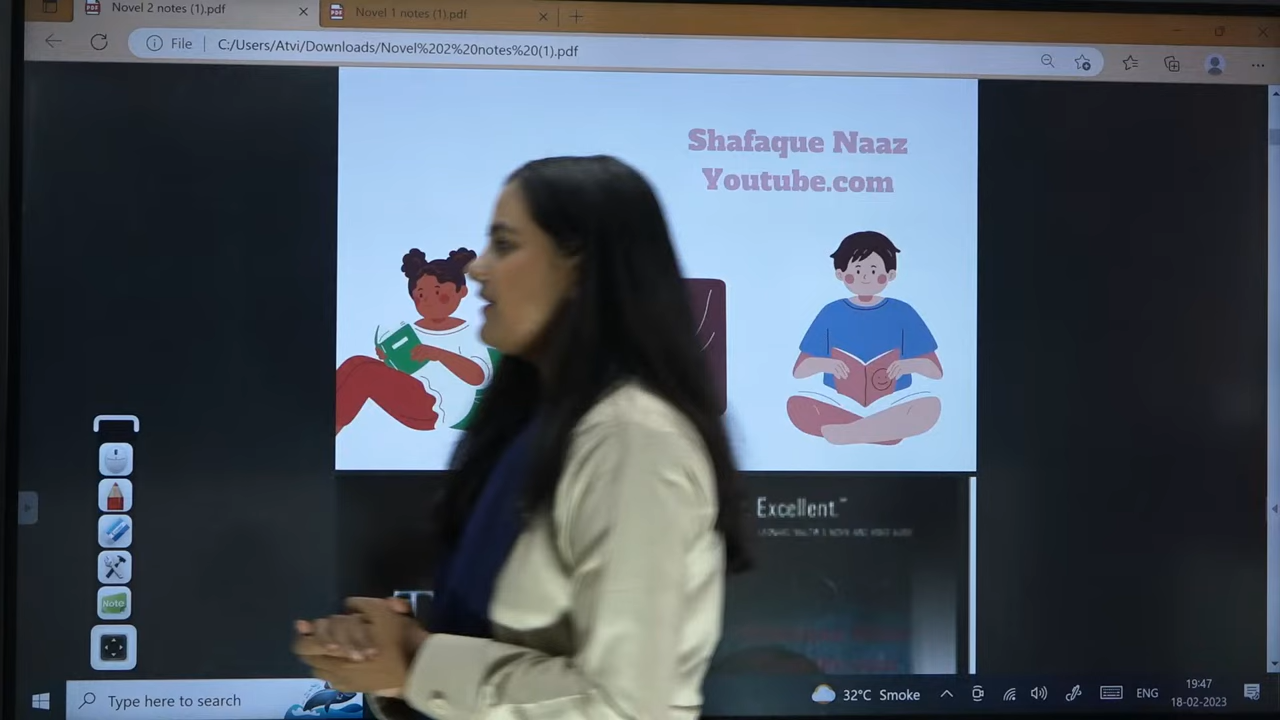 Novel 2 notes (1).pdf
Novel 1 notes (1).pdf
File
C:/Users/Atvi/Downloads/Novel%202%20notes%20(1).pdf
Shafaque Naaz
Youtube.com
Excellent."
T
Note
Type here to search
32°C Smoke
ENG
19:47
18-02-2023